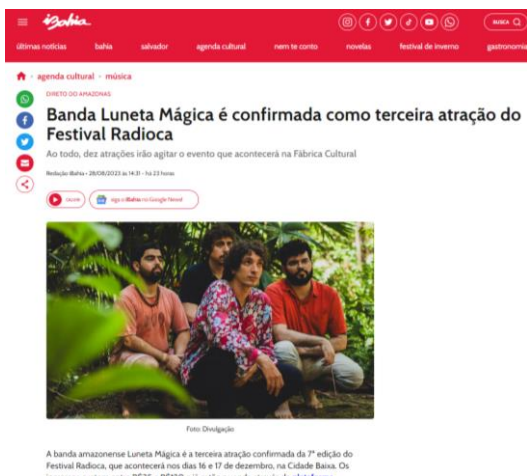 iBahia
BUSCA
últimas notícias bahia salvador agenda cultural nem te conto novelas festival de inverno gastronomia
agenda cultural - música
DIRETO DO AMAZONAS
Banda Luneta Mágica é confirmada como terceira atração do
Festival Radioca
Ao todo, dez atrações irão agitar o evento que acontecerá na Fábrica Cultural
Redação iBahia • 28/08/2023 às 14:31 - há 23 horas
siga o iBahia no Google News!
Foto: Divulgação
A banda amazonense Luneta Mágica é a terceira atração confirmada da 7ª edição do
Festival Radioca, que acontecerá nos dias 16 e 17 de dezembro, na Cidade Baixa. Os